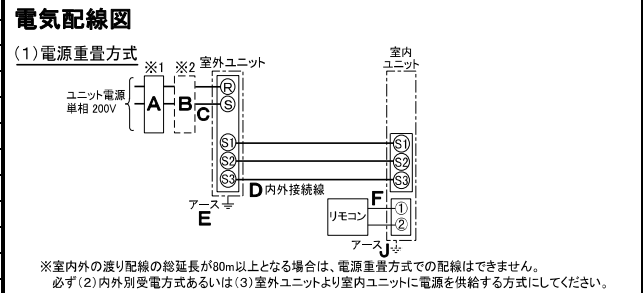 電気配線図
(1)電源重畳方式
※1 ※2 室外ユニット
室内
ユニット
ユニット電源
単相 200V
A
B
C
R
S
S1
S2
S3
S1
S2
S3
D 内外接続線
アース
E
F
リモコン
①
②
アース J
※室内外の渡り配線の総延長が80m以上となる場合は、電源重畳方式での配線はできません。
必ず(2)内外別受電方式あるいは(3)室外ユニットより室内ユニットに電源を供給する方式にしてください。